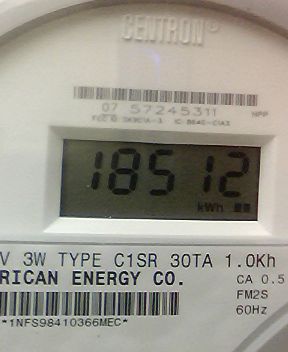 CENTRON®
07 57245311
18512
kWh
V 3W TYPE C1SR 30TA 1.0Kh
RICAN ENERGY CO.
CA 0.5
FM2S
60Hz
*1NFS98410366MEC*